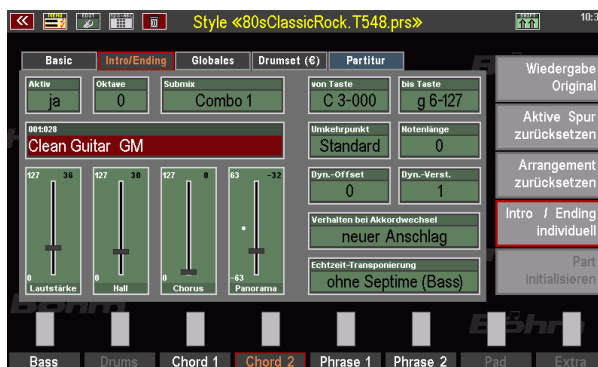 Style «80sClassicRock.T548.prs»
10:3
Basic
Intro/Ending
Globales
Drumset (€)
Partitur
Aktiv
ja
Oktave
0
Submix
Combo 1
von Taste
C 3-000
bis Taste
g 6-127
001:028
Clean Guitar GM
Umkehrpunkt
Standard
Notenlänge
0
Dyn.-Offset
0
Dyn.-Verst.
1
Verhalten bei Akkordwechsel
neuer Anschlag
Echtzeit-Transponierung
ohne Septime (Bass)
127 36
0
Lautstärke
127 30
0
Hall
127 0
0
Chorus
63 -32
-63
Panorama
Wiedergabe
Original
Aktive Spur
zurücksetzen
Arrangement
zurücksetzen
Intro / Ending
individuell
Part
initialisieren
Böhm
Böhm
Bass
Drums
Chord 1
Chord 2
Phrase 1
Phrase 2
Pad
Extra